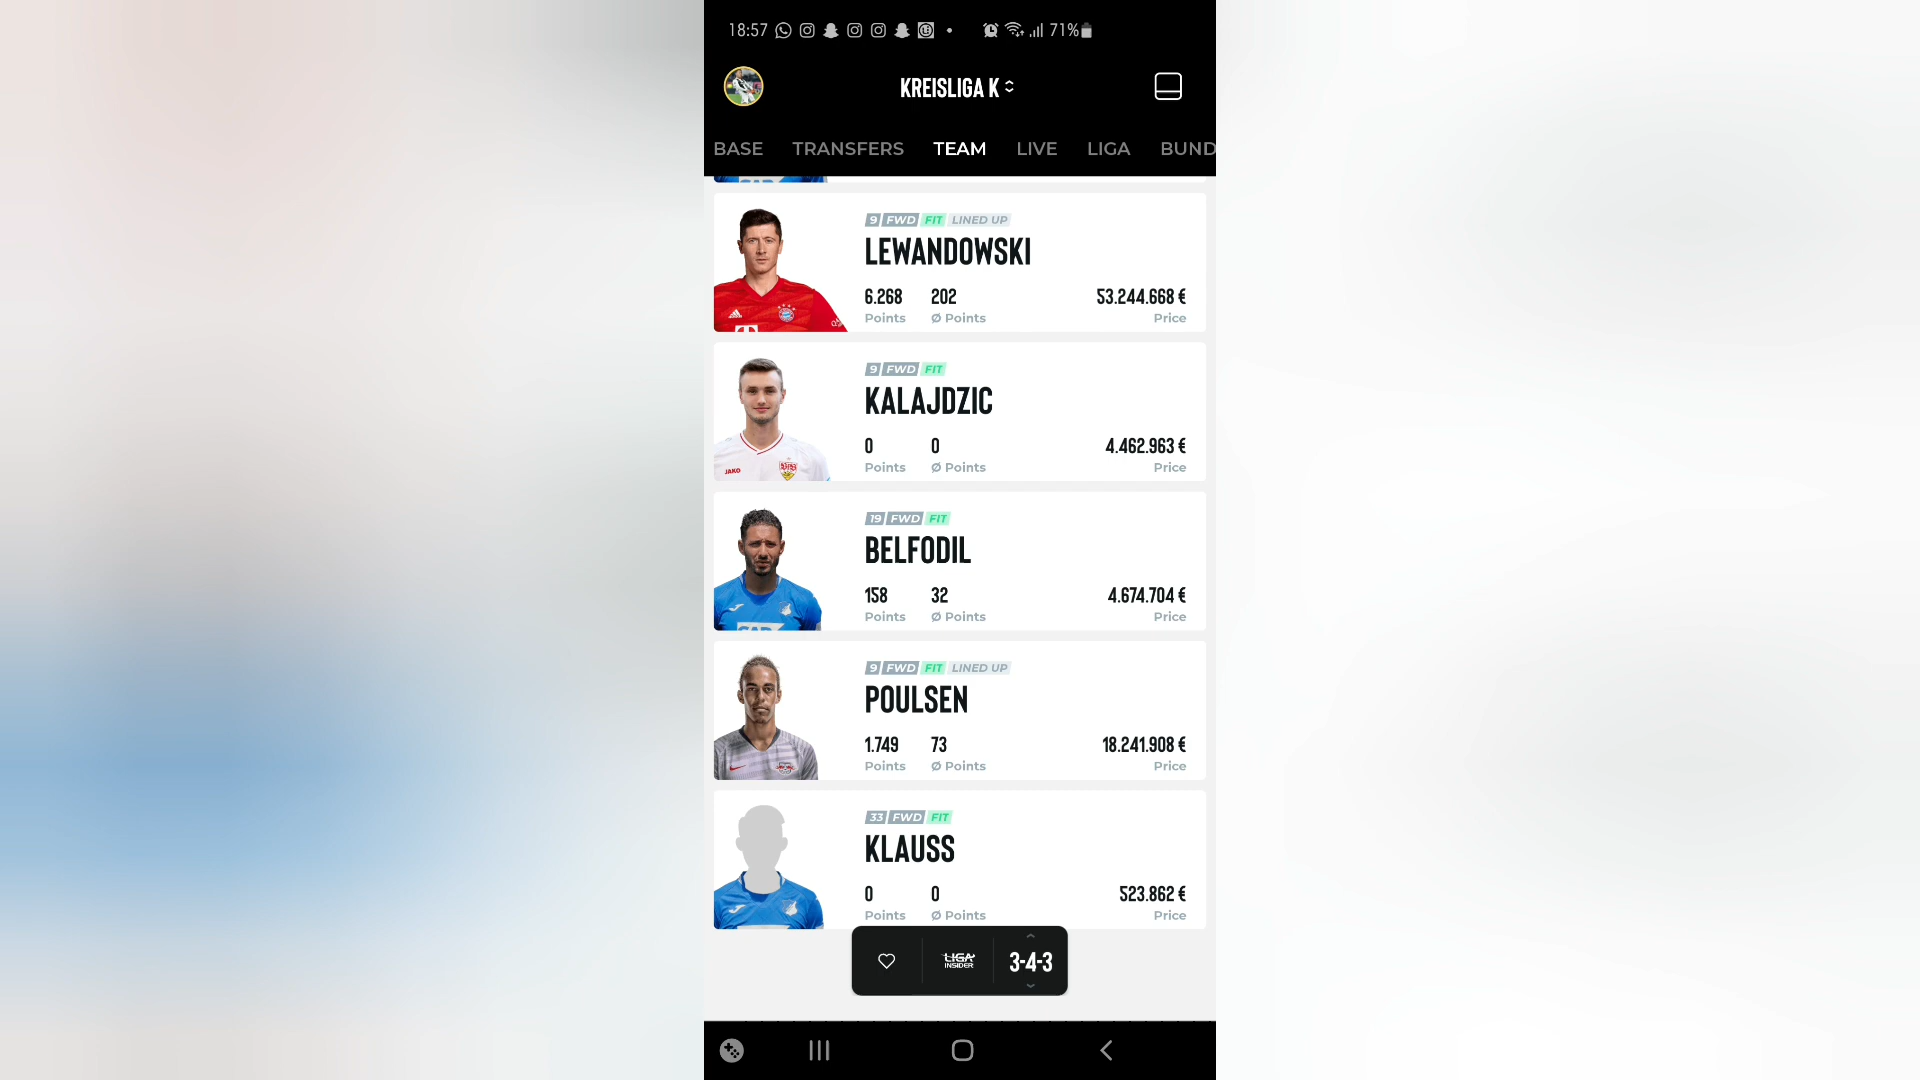 18:57 71%
KREISLIGA K
BASE TRANSFERS TEAM LIVE LIGA BUND
9 FWD FIT LINED UP
LEWANDOWSKI
6.268 202 53.244.668 €
Points Ø Points Price
9 FWD FIT
KALAJDZIC
0 0 4.462.963 €
Points Ø Points Price
JAKO
19 FWD FIT
BELFODIL
158 32 4.674.704 €
Points Ø Points Price
9 FWD FIT LINED UP
POULSEN
1.749 73 18.241.908 €
Points Ø Points Price
33 FWD FIT
KLAUSS
0 0 523.862 €
Points Ø Points Price
LIGA
INSIDER
3-4-3